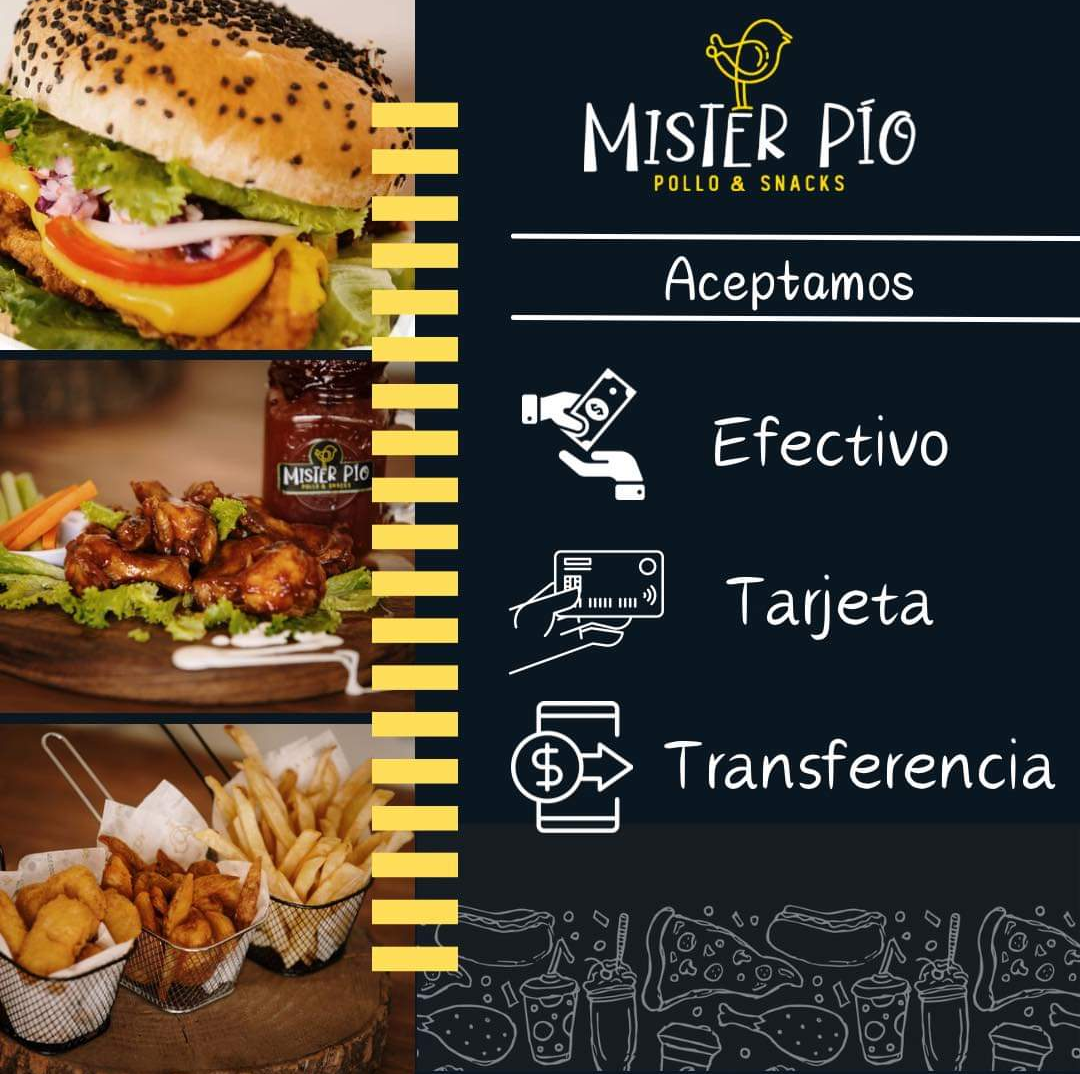 MISTER PÍO
POLLO & SNACKS
Aceptamos
Efectivo
Tarjeta
Transferencia
MISTER PÍO
POLLO & SNACKS